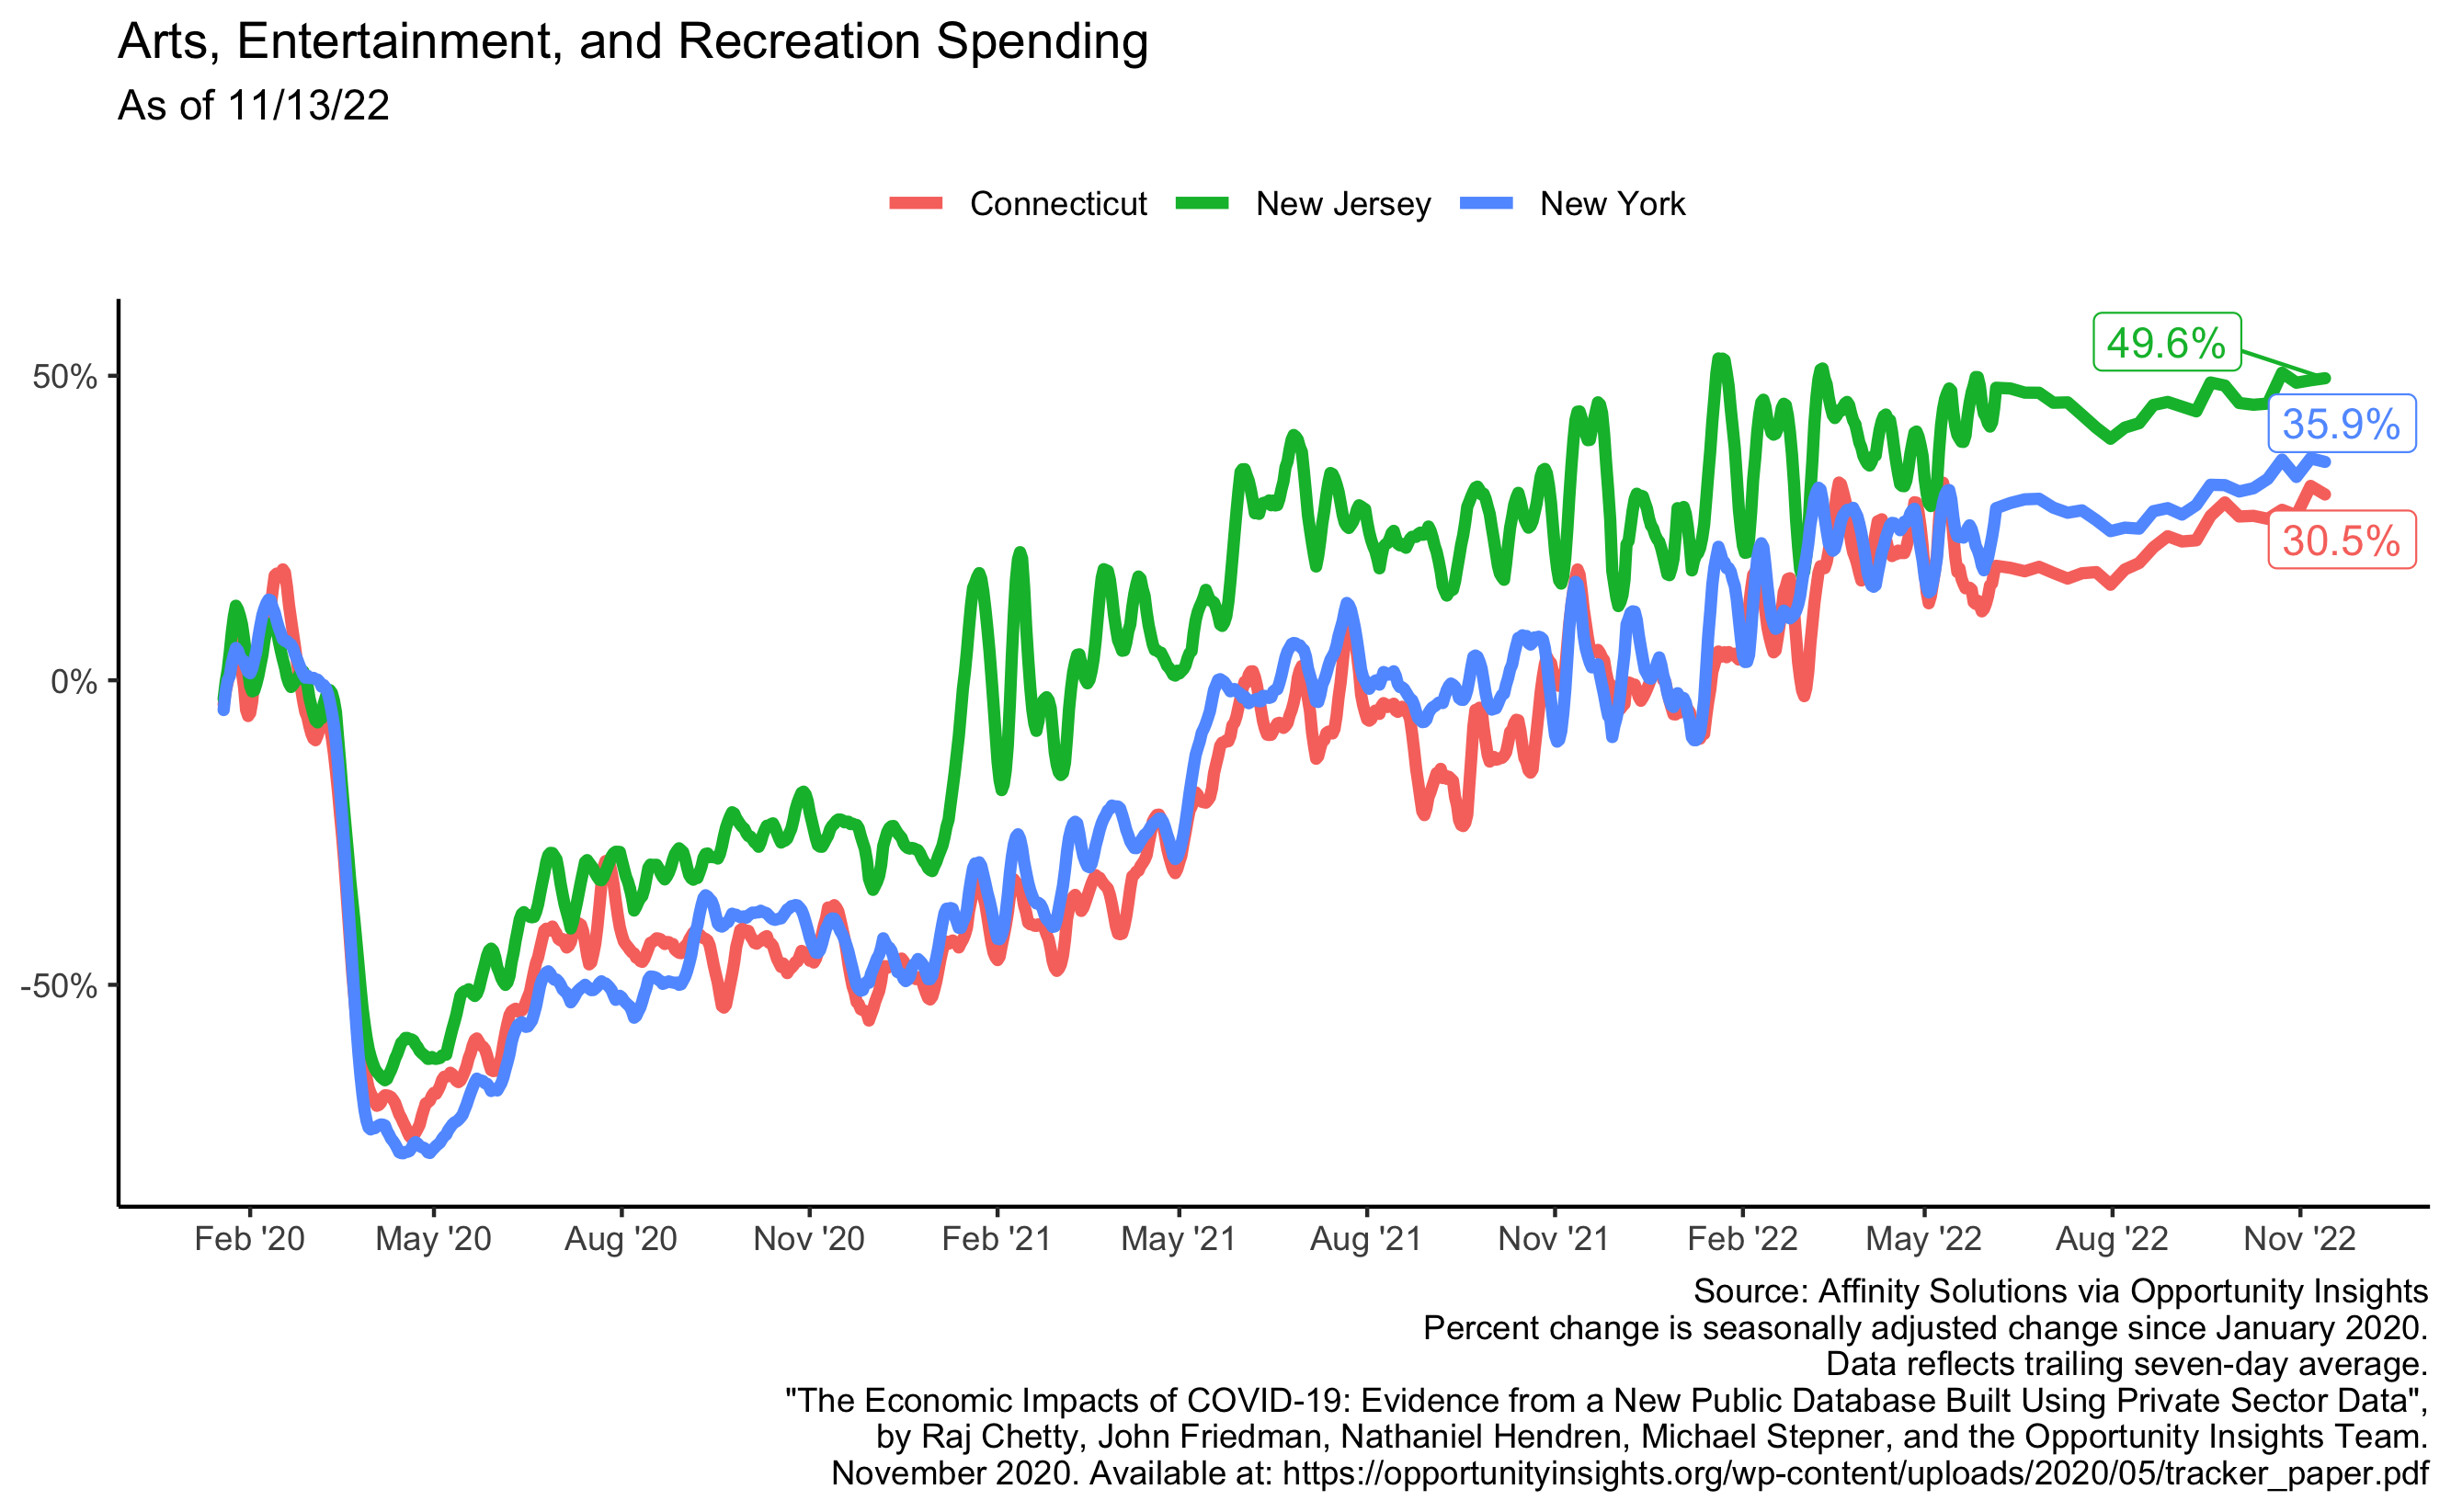 Arts, Entertainment, and Recreation Spending
As of 11/13/22
Connecticut New Jersey New York
50%
0%
-50%
49.6%
35.9%
30.5%
Feb '20 May '20 Aug '20 Nov '20 Feb '21 May '21 Aug '21 Nov '21 Feb '22 May '22 Aug '22 Nov '22
Source: Affinity Solutions via Opportunity Insights
Percent change is seasonally adjusted change since January 2020.
Data reflects trailing seven-day average.
"The Economic Impacts of COVID-19: Evidence from a New Public Database Built Using Private Sector Data",
by Raj Chetty, John Friedman, Nathaniel Hendren, Michael Stepner, and the Opportunity Insights Team.
November 2020. Available at: https://opportunityinsights.org/wp-content/uploads/2020/05/tracker_paper.pdf